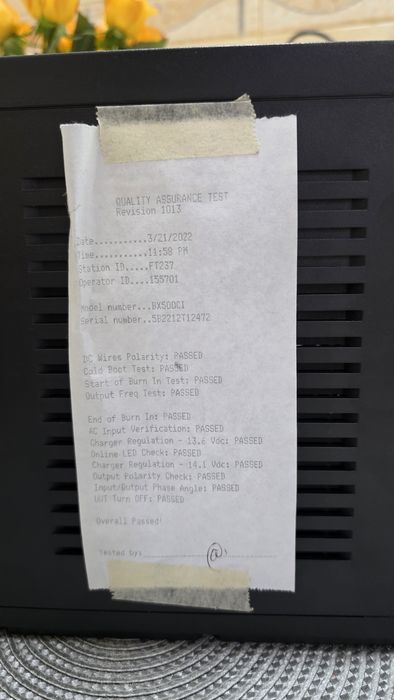 QUALITY ASSURANCE TEST
Revision 1013
Date..........3/21/2022
Time..........11:58 PM
Station ID....FT237
Operator ID...155701
Model number...BX500CI
Serial number..5B2212T12472
DC Wires Polarity: PASSED
Cold Boot Test: PASSED
Start of Burn In Test: PASSED
Output Freq Test: PASSED
End of Burn In: PASSED
AC Input Verification: PASSED
Charger Regulation - 13.6 Vdc: PASSED
Online LED Check: PASSED
Charger Regulation - 14.1 Vdc: PASSED
Output Polarity Check: PASSED
Input/Output Phase Angle: PASSED
UUT Turn OFF: PASSED
Overall Passed!
Tested by: